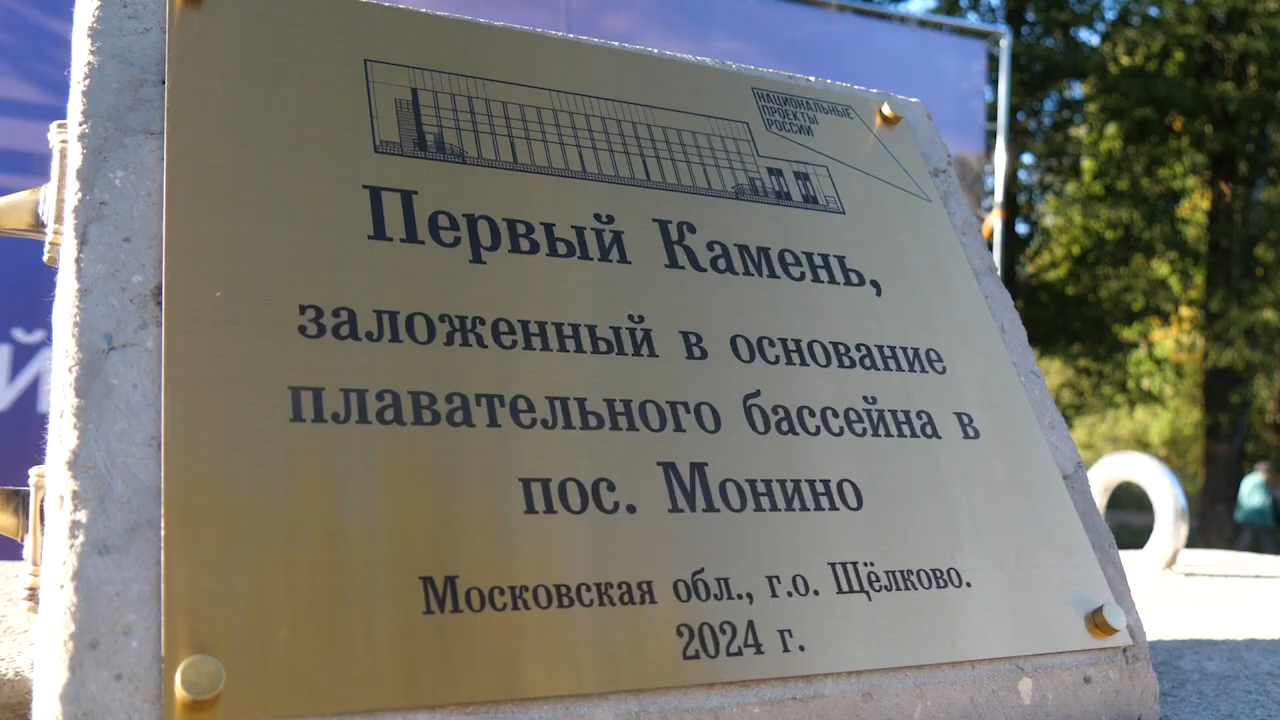 НАЦИОНАЛЬНЫЕ
ПРОЕКТЫ
РОССИИ
Первый Камень,
заложенный в основание
плавательного бассейна в
пос. Монино
Московская обл., г.о. Щёлково.
2024 г.
Й